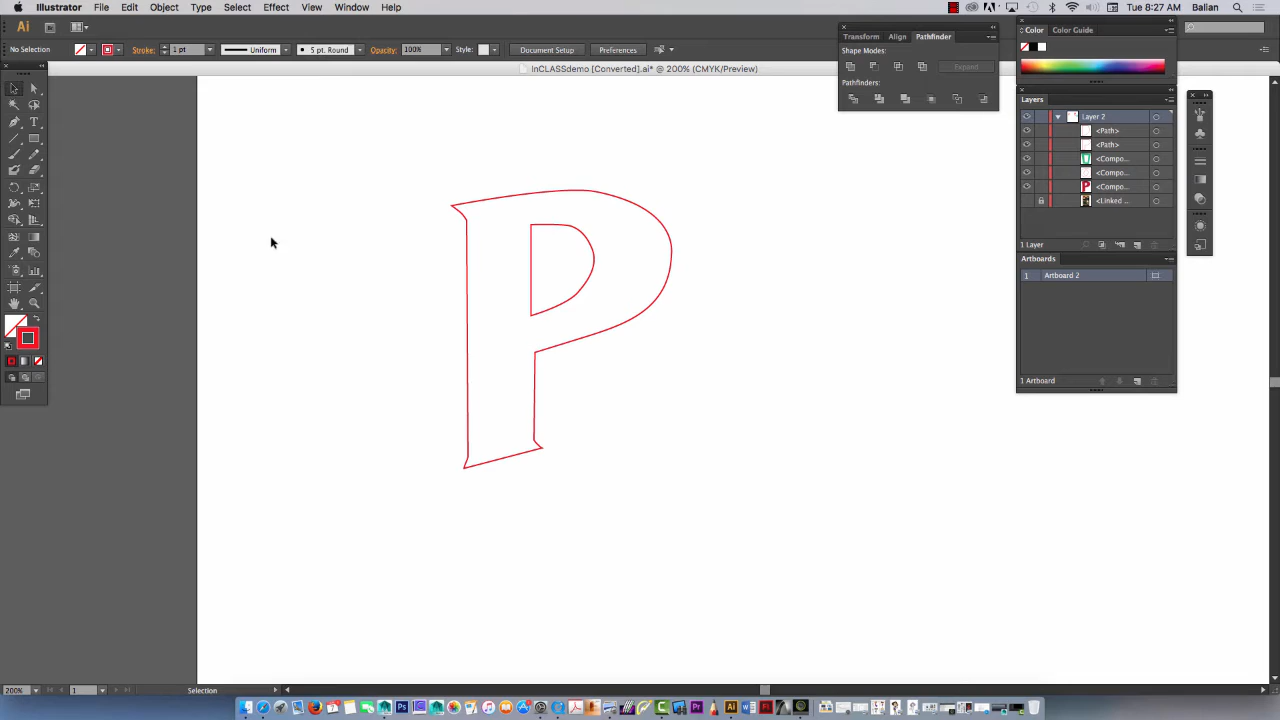 Illustrator File Edit Object Type Select Effect View Window Help Tue 8:27 AM Balian
Ai
No Selection Stroke: 1 pt Uniform 5 pt. Round Opacity: 100% Style: Document Setup Preferences
InCLASSdemo [Converted].ai* @ 200% (CMYK/Preview)
Transform Align Pathfinder
Shape Modes:
Expand
Pathfinders:
Color Color Guide
Layers
Layer 2
<Path>
<Path>
<Compo...
<Compo...
<Compo...
<Linked ...
1 Layer
Artboards
1 Artboard 2
1 Artboard
P
200% 1 Selection